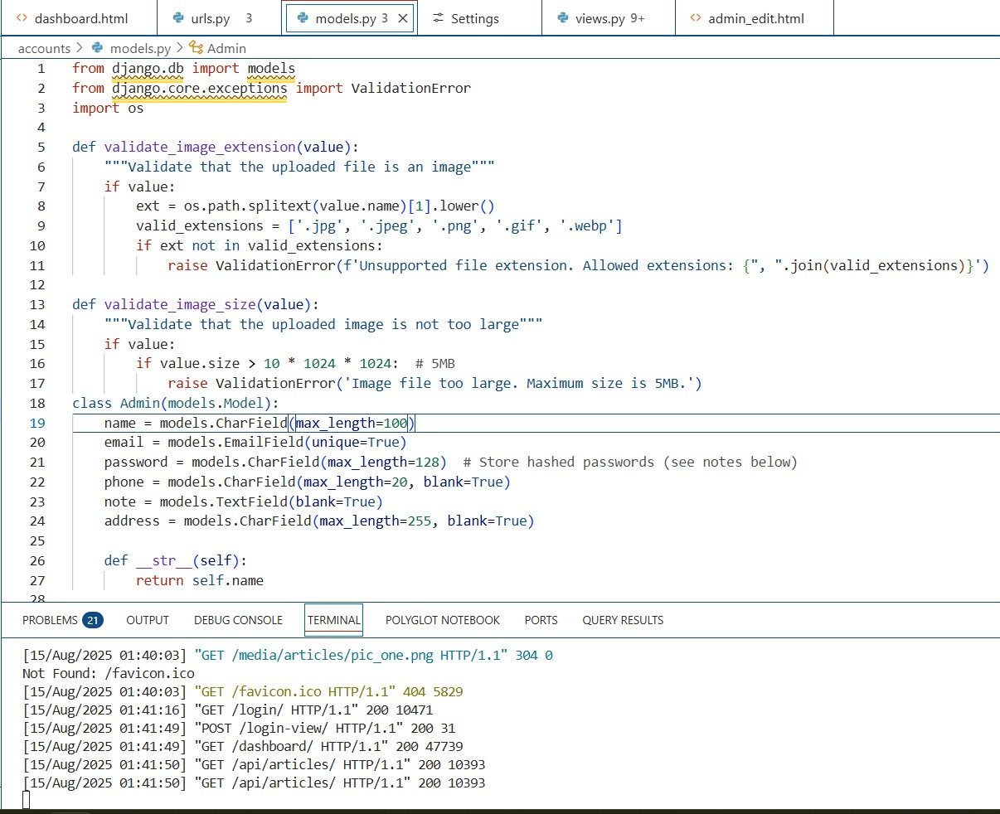 <> dashboard.html urls.py 3 models.py 3 × Settings views.py 9+ <> admin_edit.html
accounts > models.py > Admin
1 from django.db import models
2 from django.core.exceptions import ValidationError
3 import os
4
5 def validate_image_extension(value):
6 """Validate that the uploaded file is an image"""
7 if value:
8 ext = os.path.splitext(value.name)[1].lower()
9 valid_extensions = ['.jpg', '.jpeg', '.png', '.gif', '.webp']
10 if ext not in valid_extensions:
11 raise ValidationError(f'Unsupported file extension. Allowed extensions: {", ".join(valid_extensions)}')
12
13 def validate_image_size(value):
14 """Validate that the uploaded image is not too large"""
15 if value:
16 if value.size > 10 * 1024 * 1024:  # 5MB
17 raise ValidationError('Image file too large. Maximum size is 5MB.')
18 class Admin(models.Model):
19 name = models.CharField(max_length=100)
20 email = models.EmailField(unique=True)
21 password = models.CharField(max_length=128)  # Store hashed passwords (see notes below)
22 phone = models.CharField(max_length=20, blank=True)
23 note = models.TextField(blank=True)
24 address = models.CharField(max_length=255, blank=True)
25
26 def __str__(self):
27 return self.name
28
PROBLEMS 21 OUTPUT DEBUG CONSOLE TERMINAL POLYGLOT NOTEBOOK PORTS QUERY RESULTS
[15/Aug/2025 01:40:03] "GET /media/articles/pic_one.png HTTP/1.1" 304 0
Not Found: /favicon.ico
[15/Aug/2025 01:40:03] "GET /favicon.ico HTTP/1.1" 404 5829
[15/Aug/2025 01:41:16] "GET /login/ HTTP/1.1" 200 10471
[15/Aug/2025 01:41:49] "POST /login-view/ HTTP/1.1" 200 31
[15/Aug/2025 01:41:49] "GET /dashboard/ HTTP/1.1" 200 47739
[15/Aug/2025 01:41:50] "GET /api/articles/ HTTP/1.1" 200 10393
[15/Aug/2025 01:41:50] "GET /api/articles/ HTTP/1.1" 200 10393